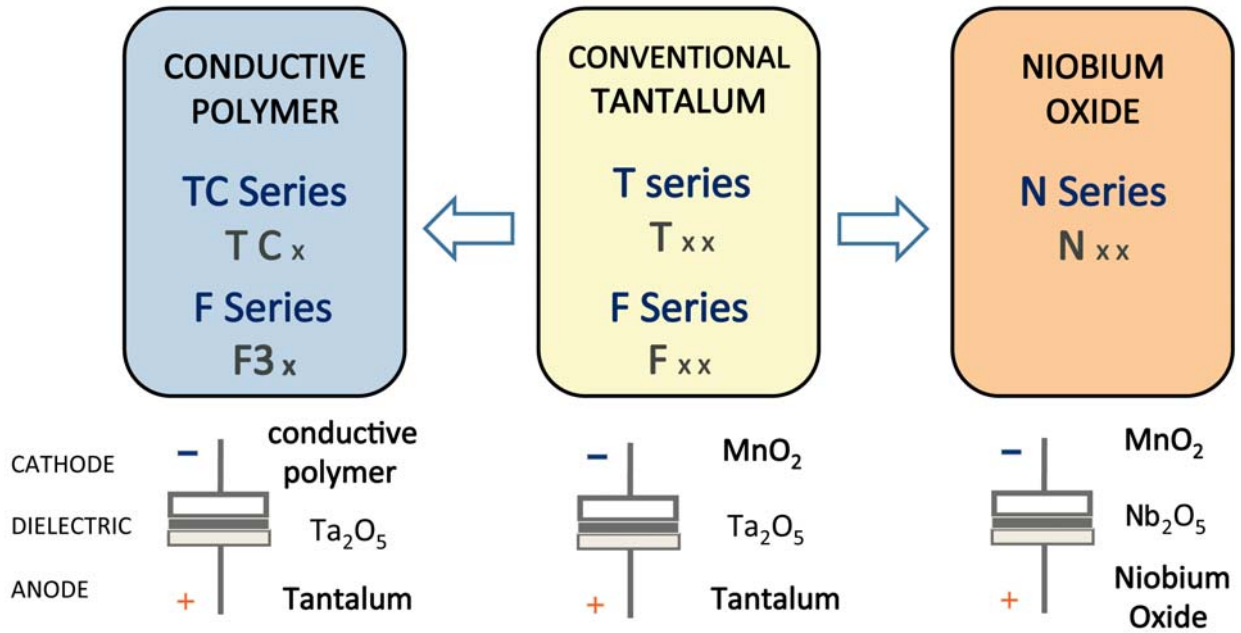 CONDUCTIVE
POLYMER
TC Series
T C x
F Series
F3 x
CONVENTIONAL
TANTALUM
T series
T x x
F Series
F x x
NIOBIUM
OXIDE
N Series
N x x
CATHODE
DIELECTRIC
ANODE
−
conductive
polymer
Ta₂O₅
+
Tantalum
−
MnO₂
Ta₂O₅
+
Tantalum
−
MnO₂
Nb₂O₅
+
Niobium
Oxide